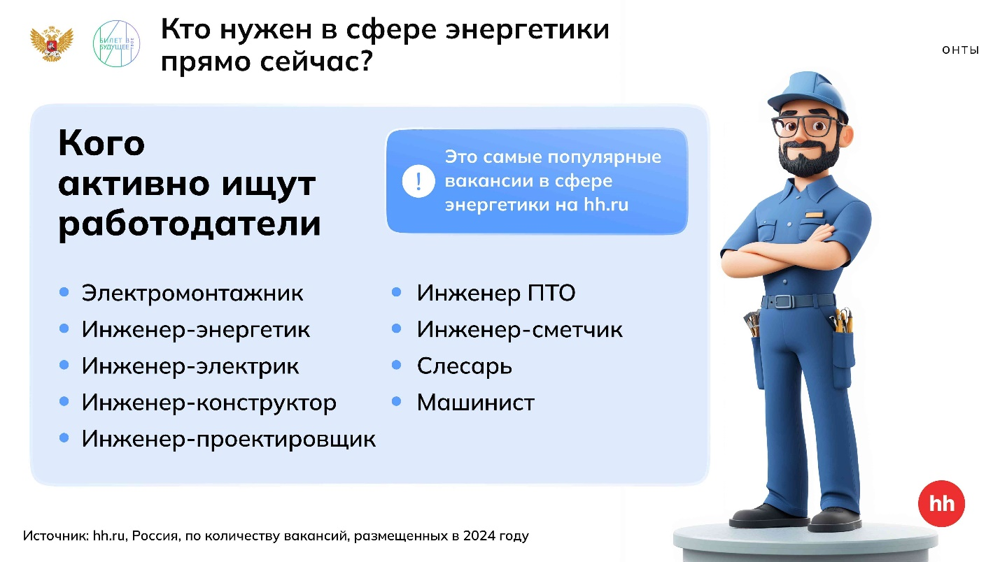 БИЛЕТ В
БУДУЩЕЕ
Кто нужен в сфере энергетики
прямо сейчас?
ОНТЫ
Кого
активно ищут
работодатели
!
Это самые популярные
вакансии в сфере
энергетики на hh.ru
Электромонтажник
Инженер-энергетик
Инженер-электрик
Инженер-конструктор
Инженер-проектировщик
Инженер ПТО
Инженер-сметчик
Слесарь
Машинист
hh
Источник: hh.ru, Россия, по количеству вакансий, размещенных в 2024 году